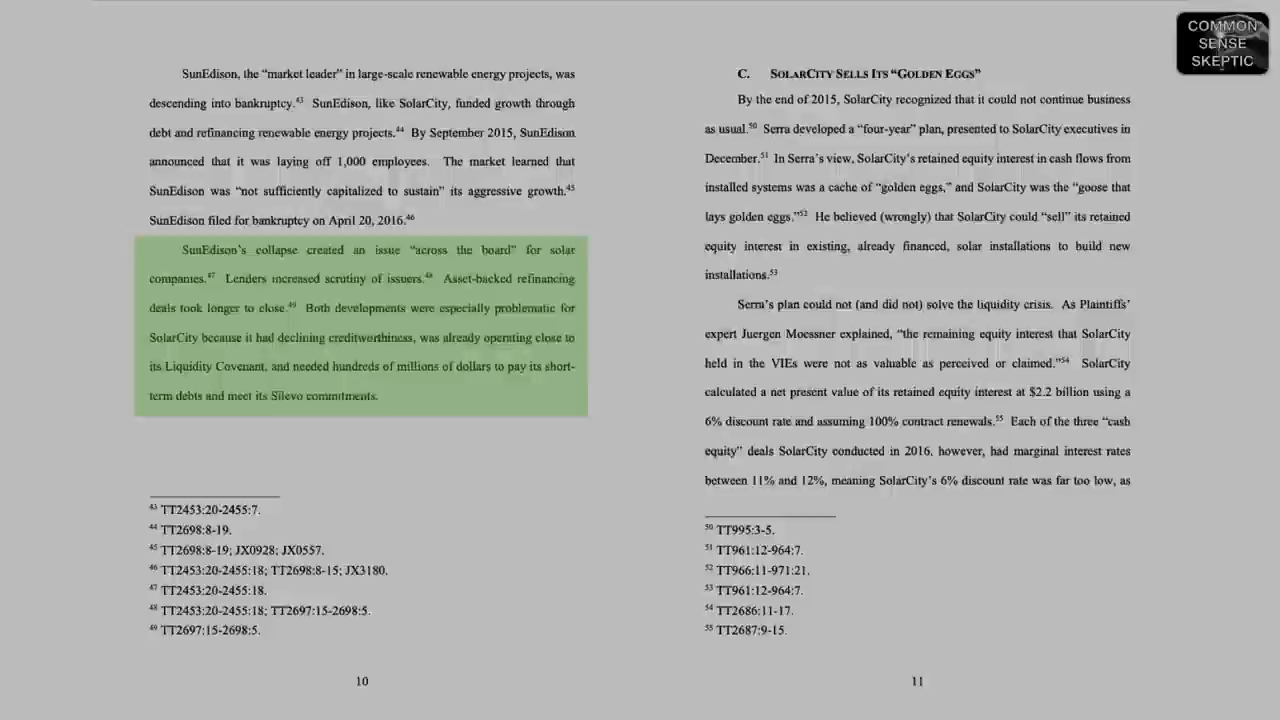 COMMON
SENSE
SKEPTIC
SunEdison, the “market leader” in large-scale renewable energy projects, was
descending into bankruptcy.43 SunEdison, like SolarCity, funded growth through
debt and refinancing renewable energy projects.44 By September 2015, SunEdison
announced that it was laying off 1,000 employees. The market learned that
SunEdison was “not sufficiently capitalized to sustain” its aggressive growth.45
SunEdison filed for bankruptcy on April 20, 2016.46
SunEdison’s collapse created an issue “across the board” for solar
companies.47 Lenders increased scrutiny of issuers.48 Asset-backed refinancing
deals took longer to close.49 Both developments were especially problematic for
SolarCity because it had declining creditworthiness, was already operating close to
its Liquidity Covenant, and needed hundreds of millions of dollars to pay its short-
term debts and meet its Silevo commitments.
43 TT2453:20-2455:7.
44 TT2698:8-19.
45 TT2698:8-19; JX0928; JX0557.
46 TT2453:20-2455:18; TT2698:8-15; JX3180.
47 TT2453:20-2455:18.
48 TT2453:20-2455:18; TT2697:15-2698:5.
49 TT2697:15-2698:5.
10
C. SOLARCITY SELLS ITS “GOLDEN EGGS”
By the end of 2015, SolarCity recognized that it could not continue business
as usual.50 Serra developed a “four-year” plan, presented to SolarCity executives in
December.51 In Serra’s view, SolarCity’s retained equity interest in cash flows from
installed systems was a cache of “golden eggs,” and SolarCity was the “goose that
lays golden eggs.”52 He believed (wrongly) that SolarCity could “sell” its retained
equity interest in existing, already financed, solar installations to build new
installations.53
Serra’s plan could not (and did not) solve the liquidity crisis. As Plaintiffs’
expert Juergen Moessner explained, “the remaining equity interest that SolarCity
held in the VIEs were not as valuable as perceived or claimed.”54 SolarCity
calculated a net present value of its retained equity interest at $2.2 billion using a
6% discount rate and assuming 100% contract renewals.55 Each of the three “cash
equity” deals SolarCity conducted in 2016, however, had marginal interest rates
between 11% and 12%, meaning SolarCity’s 6% discount rate was far too low, as
50 TT995:3-5.
51 TT961:12-964:7.
52 TT966:11-971:21.
53 TT961:12-964:7.
54 TT2686:11-17.
55 TT2687:9-15.
11